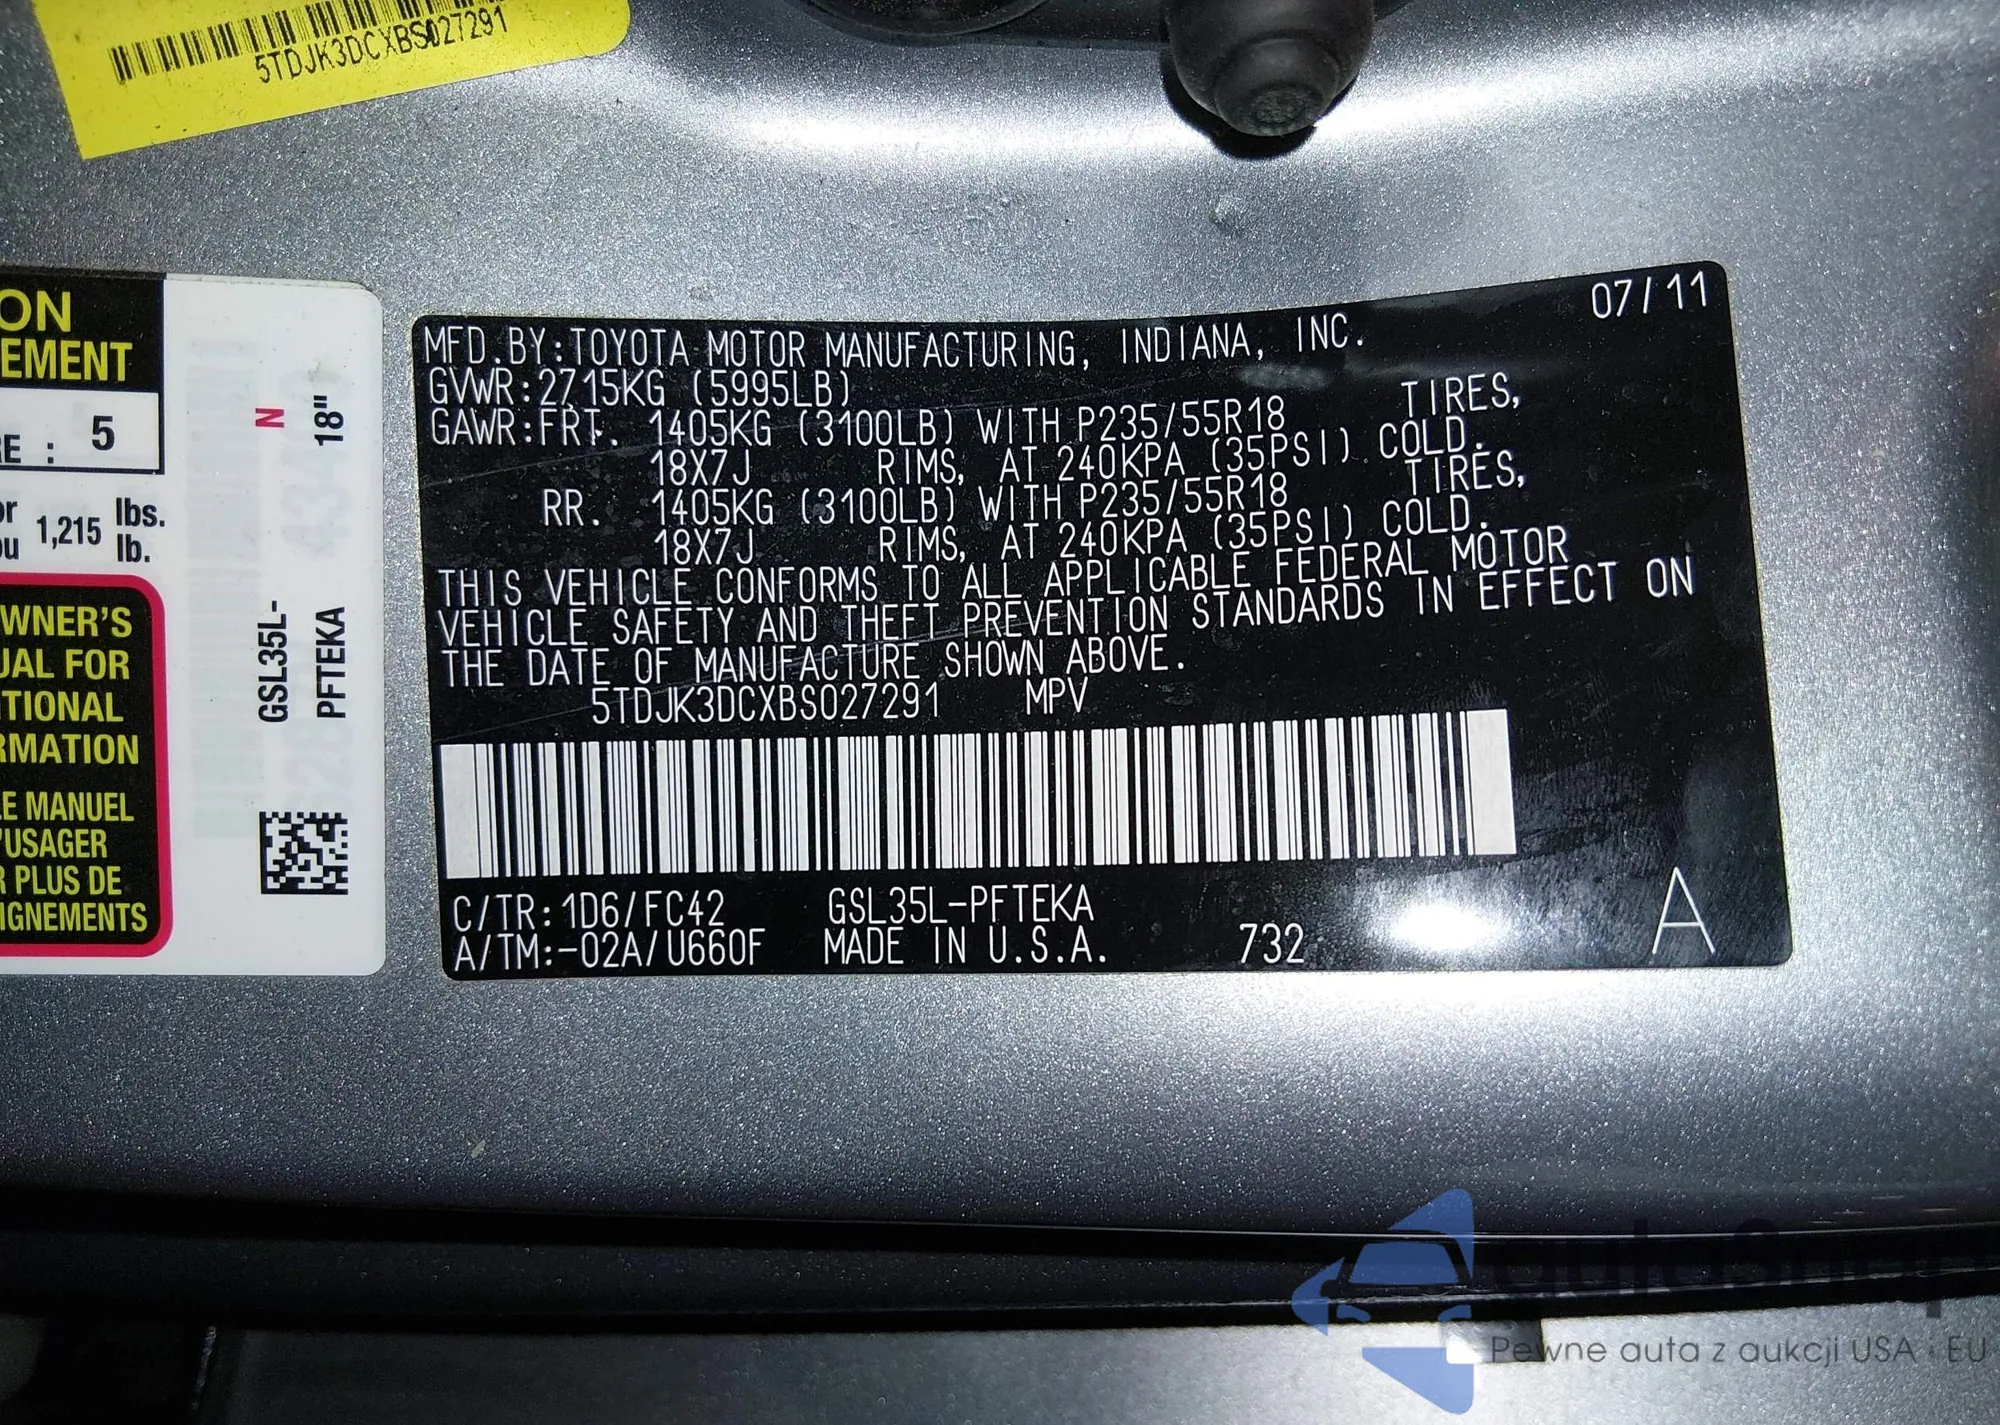 5TDJK3DCXBS027291
ON
EMENT
RE : 5
or
ou 1,215 lbs.
lb.
WNER'S
UAL FOR
ITIONAL
RMATION
LE MANUEL
'USAGER
R PLUS DE
IGNEMENTS
N
18"
GSL35L-
PFTEKA
07/11
MFD.BY:TOYOTA MOTOR MANUFACTURING, INDIANA, INC.
GVWR:2715KG (5995LB)
GAWR:FRT. 1405KG (3100LB) WITH P235/55R18 TIRES,
18X7J RIMS, AT 240KPA (35PSI) COLD.
RR. 1405KG (3100LB) WITH P235/55R18 TIRES,
18X7J RIMS, AT 240KPA (35PSI) COLD.
THIS VEHICLE CONFORMS TO ALL APPLICABLE FEDERAL MOTOR
VEHICLE SAFETY AND THEFT PREVENTION STANDARDS IN EFFECT ON
THE DATE OF MANUFACTURE SHOWN ABOVE.
5TDJK3DCXBS027291 MPV
C/TR:1D6/FC42 GSL35L-PFTEKA
A/TM:-02A/U660F MADE IN U.S.A. 732 A
Pewne auta z aukcji USA i EU